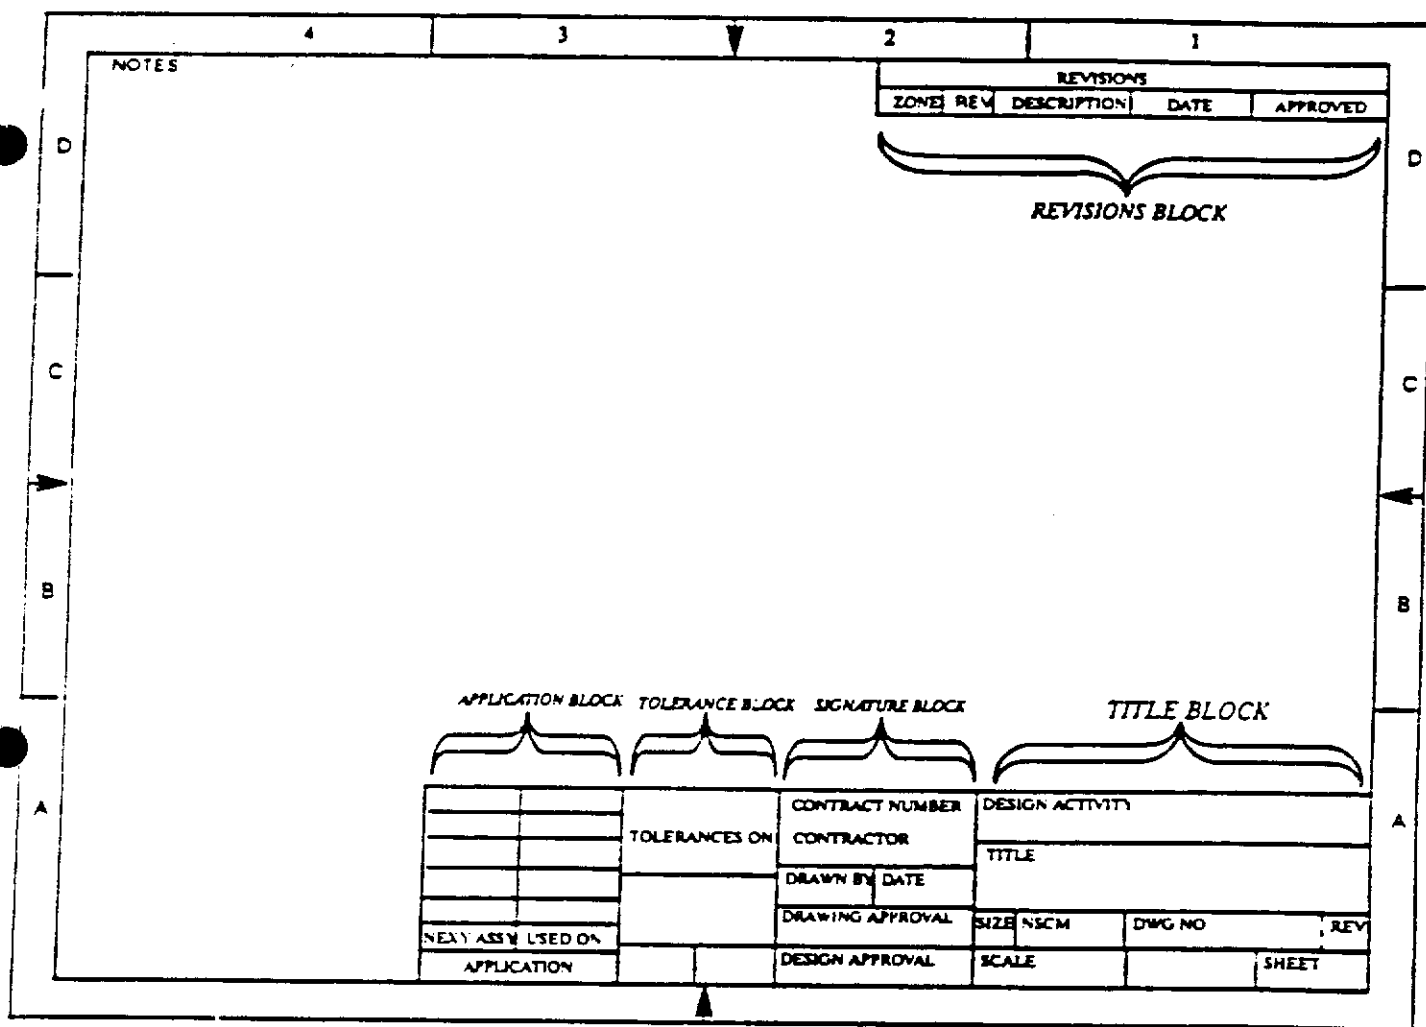 4 3 2 1
NOTES
REVISIONS
ZONE REV DESCRIPTION DATE APPROVED
D D
REVISIONS BLOCK
C C
B B
APPLICATION BLOCK TOLERANCE BLOCK SIGNATURE BLOCK TITLE BLOCK
A A
CONTRACT NUMBER DESIGN ACTIVITY
TOLERANCES ON CONTRACTOR
TITLE
DRAWN BY DATE
DRAWING APPROVAL SIZE NSCM DWG NO REV
NEXY ASSY USED ON
APPLICATION DESIGN APPROVAL SCALE SHEET